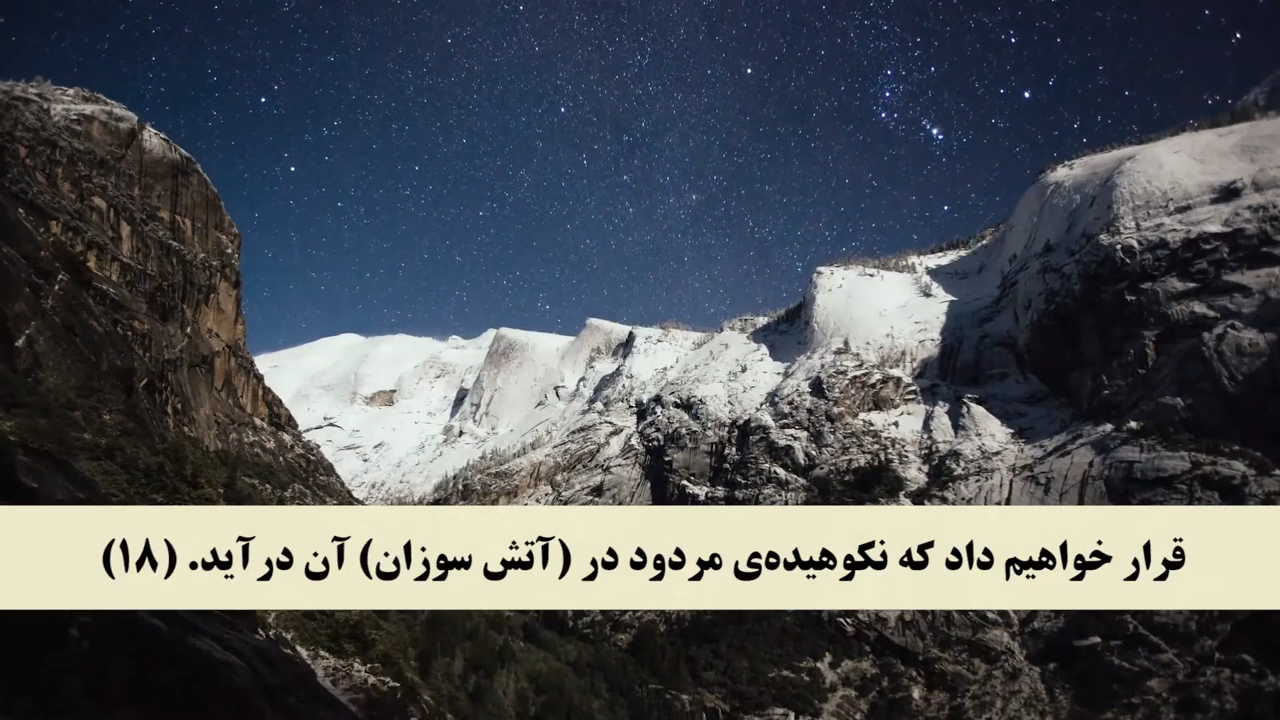 قرار خواهیم داد که نکوهیده‌ی مردود در (آتش سوزان) آن درآید. (۱۸)